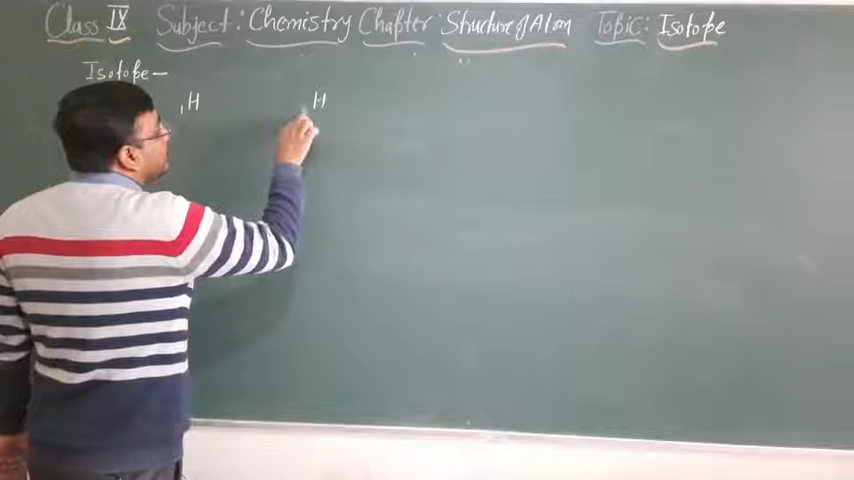 Class IX Subject: Chemistry Chapter: Structure of Atom Topic: Isotope
Isotope–
₁H H